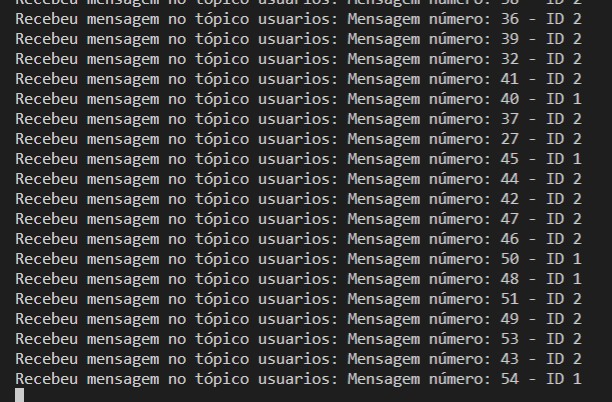 Recebeu mensagem no tópico usuarios: Mensagem número: 38 - ID 2
Recebeu mensagem no tópico usuarios: Mensagem número: 36 - ID 2
Recebeu mensagem no tópico usuarios: Mensagem número: 39 - ID 2
Recebeu mensagem no tópico usuarios: Mensagem número: 32 - ID 2
Recebeu mensagem no tópico usuarios: Mensagem número: 41 - ID 2
Recebeu mensagem no tópico usuarios: Mensagem número: 40 - ID 1
Recebeu mensagem no tópico usuarios: Mensagem número: 37 - ID 2
Recebeu mensagem no tópico usuarios: Mensagem número: 27 - ID 2
Recebeu mensagem no tópico usuarios: Mensagem número: 45 - ID 1
Recebeu mensagem no tópico usuarios: Mensagem número: 44 - ID 2
Recebeu mensagem no tópico usuarios: Mensagem número: 42 - ID 2
Recebeu mensagem no tópico usuarios: Mensagem número: 47 - ID 2
Recebeu mensagem no tópico usuarios: Mensagem número: 46 - ID 2
Recebeu mensagem no tópico usuarios: Mensagem número: 50 - ID 1
Recebeu mensagem no tópico usuarios: Mensagem número: 48 - ID 1
Recebeu mensagem no tópico usuarios: Mensagem número: 51 - ID 2
Recebeu mensagem no tópico usuarios: Mensagem número: 49 - ID 2
Recebeu mensagem no tópico usuarios: Mensagem número: 53 - ID 2
Recebeu mensagem no tópico usuarios: Mensagem número: 43 - ID 2
Recebeu mensagem no tópico usuarios: Mensagem número: 54 - ID 1